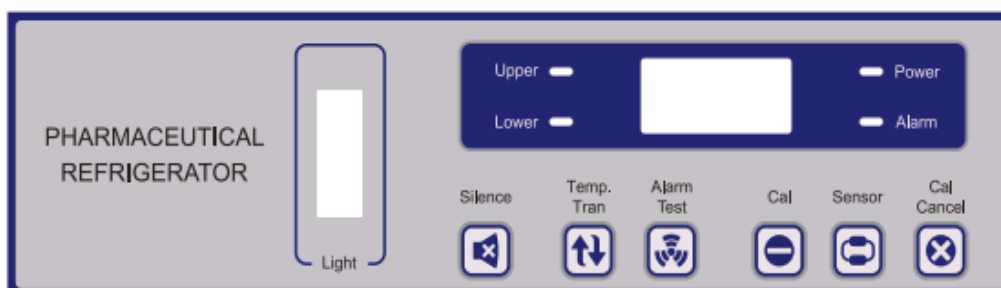 PHARMACEUTICAL
REFRIGERATOR
Light
Upper
Power
Lower
Alarm
Silence
Temp.
Tran
Alarm
Test
Cal
Sensor
Cal
Cancel